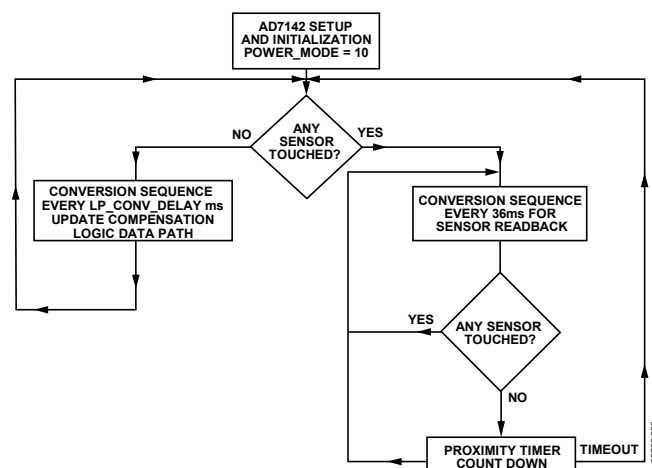 AD7142 SETUP
AND INITIALIZATION
POWER_MODE = 10
NO
ANY
SENSOR
TOUCHED?
YES
CONVERSION SEQUENCE
EVERY LP_CONV_DELAY ms
UPDATE COMPENSATION
LOGIC DATA PATH
CONVERSION SEQUENCE
EVERY 36ms FOR
SENSOR READBACK
YES
ANY SENSOR
TOUCHED?
NO
PROXIMITY TIMER
COUNT DOWN
TIMEOUT